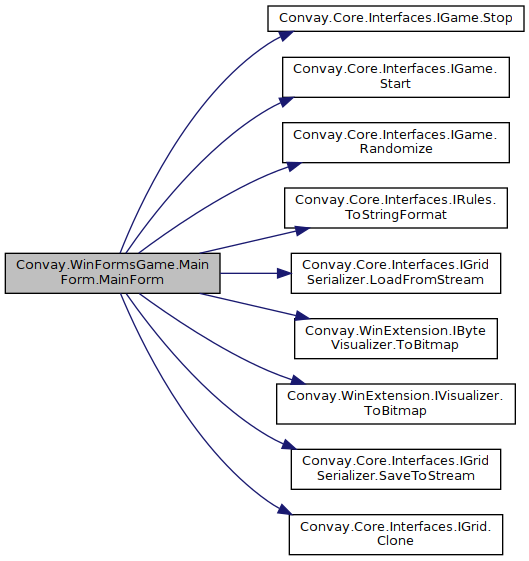 Convay.WinFormsGame.Main
Form.MainForm
Convay.Core.Interfaces.IGame.Stop
Convay.Core.Interfaces.IGame.
Start
Convay.Core.Interfaces.IGame.
Randomize
Convay.Core.Interfaces.IRules.
ToStringFormat
Convay.Core.Interfaces.IGrid
Serializer.LoadFromStream
Convay.WinExtension.IByte
Visualizer.ToBitmap
Convay.WinExtension.IVisualizer.
ToBitmap
Convay.Core.Interfaces.IGrid
Serializer.SaveToStream
Convay.Core.Interfaces.IGrid.
Clone